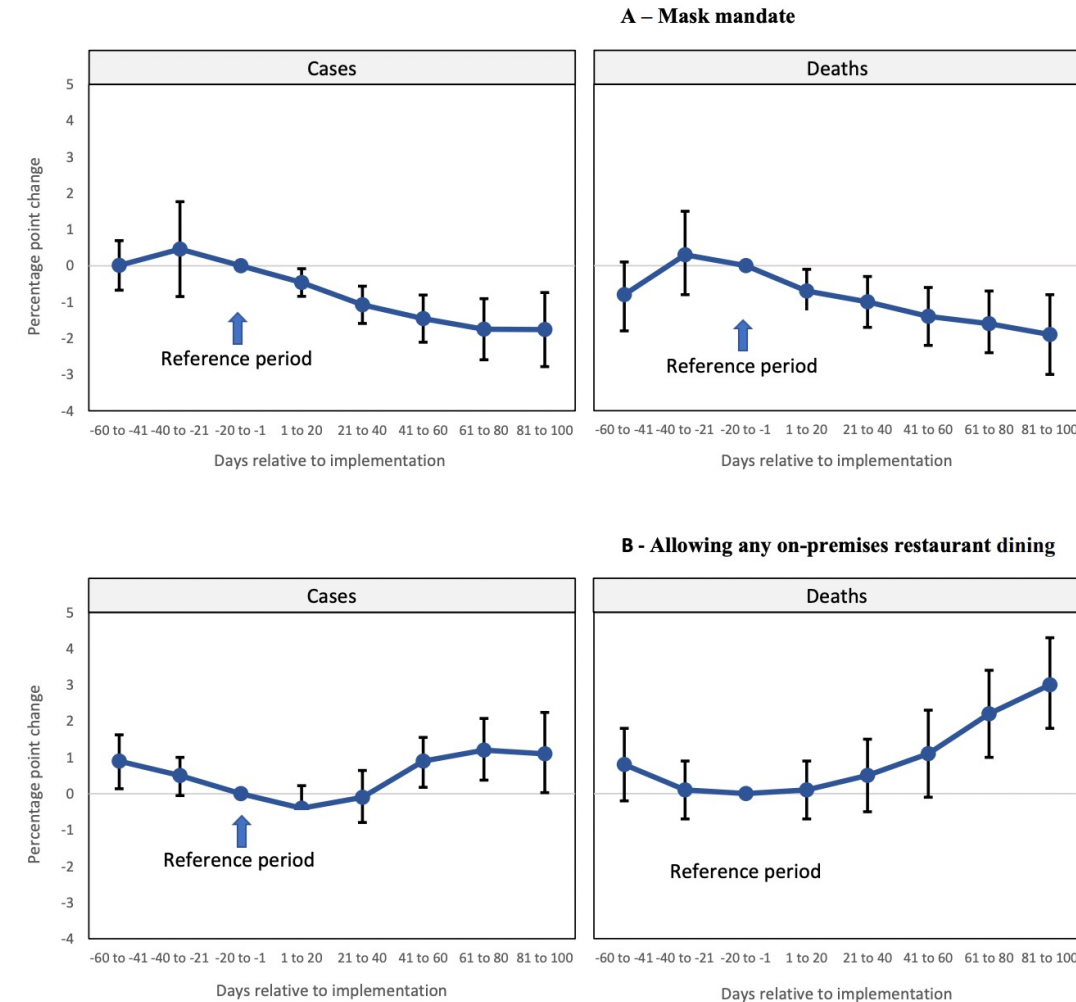 A – Mask mandate
Cases
Deaths
5
4
3
2
1
0
-1
-2
-3
-4
Percentage point change
Reference period
Reference period
-60 to -41 -40 to -21 -20 to -1 1 to 20 21 to 40 41 to 60 61 to 80 81 to 100
-60 to -41 -40 to -21 -20 to -1 1 to 20 21 to 40 41 to 60 61 to 80 81 to 100
Days relative to implementation
Days relative to implementation
B - Allowing any on-premises restaurant dining
Cases
Deaths
5
4
3
2
1
0
-1
-2
-3
-4
Percentage point change
Reference period
Reference period
-60 to -41 -40 to -21 -20 to -1 1 to 20 21 to 40 41 to 60 61 to 80 81 to 100
-60 to -41 -40 to -21 -20 to -1 1 to 20 21 to 40 41 to 60 61 to 80 81 to 100
Days relative to implementation
Days relative to implementation